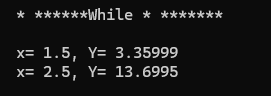 * ******While * *******
x= 1.5, Y= 3.35999
x= 2.5, Y= 13.6995